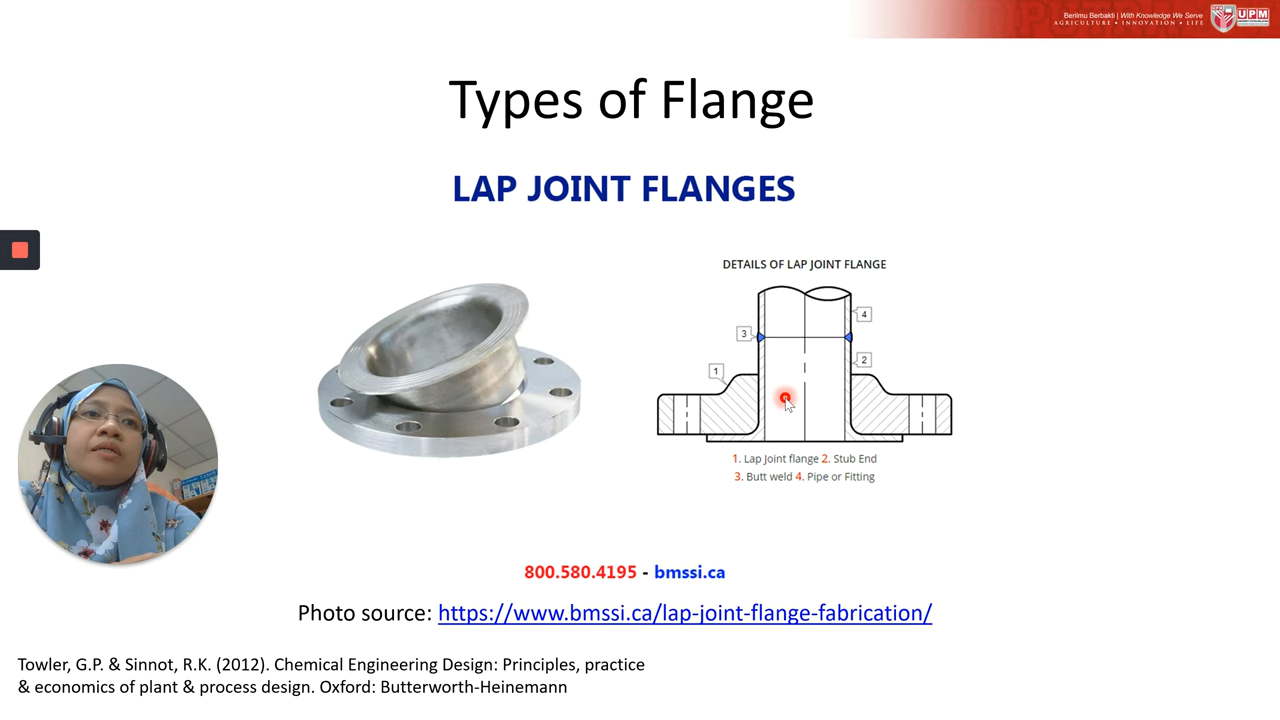 Berilmu Berbakti | With Knowledge We Serve
AGRICULTURE • INNOVATION • LIFE
UPM
Types of Flange
LAP JOINT FLANGES
DETAILS OF LAP JOINT FLANGE
4
3
2
1
1. Lap Joint flange 2. Stub End
3. Butt weld 4. Pipe or Fitting
800.580.4195 - bmssi.ca
Photo source: https://www.bmssi.ca/lap-joint-flange-fabrication/
Towler, G.P. & Sinnot, R.K. (2012). Chemical Engineering Design: Principles, practice
& economics of plant & process design. Oxford: Butterworth-Heinemann